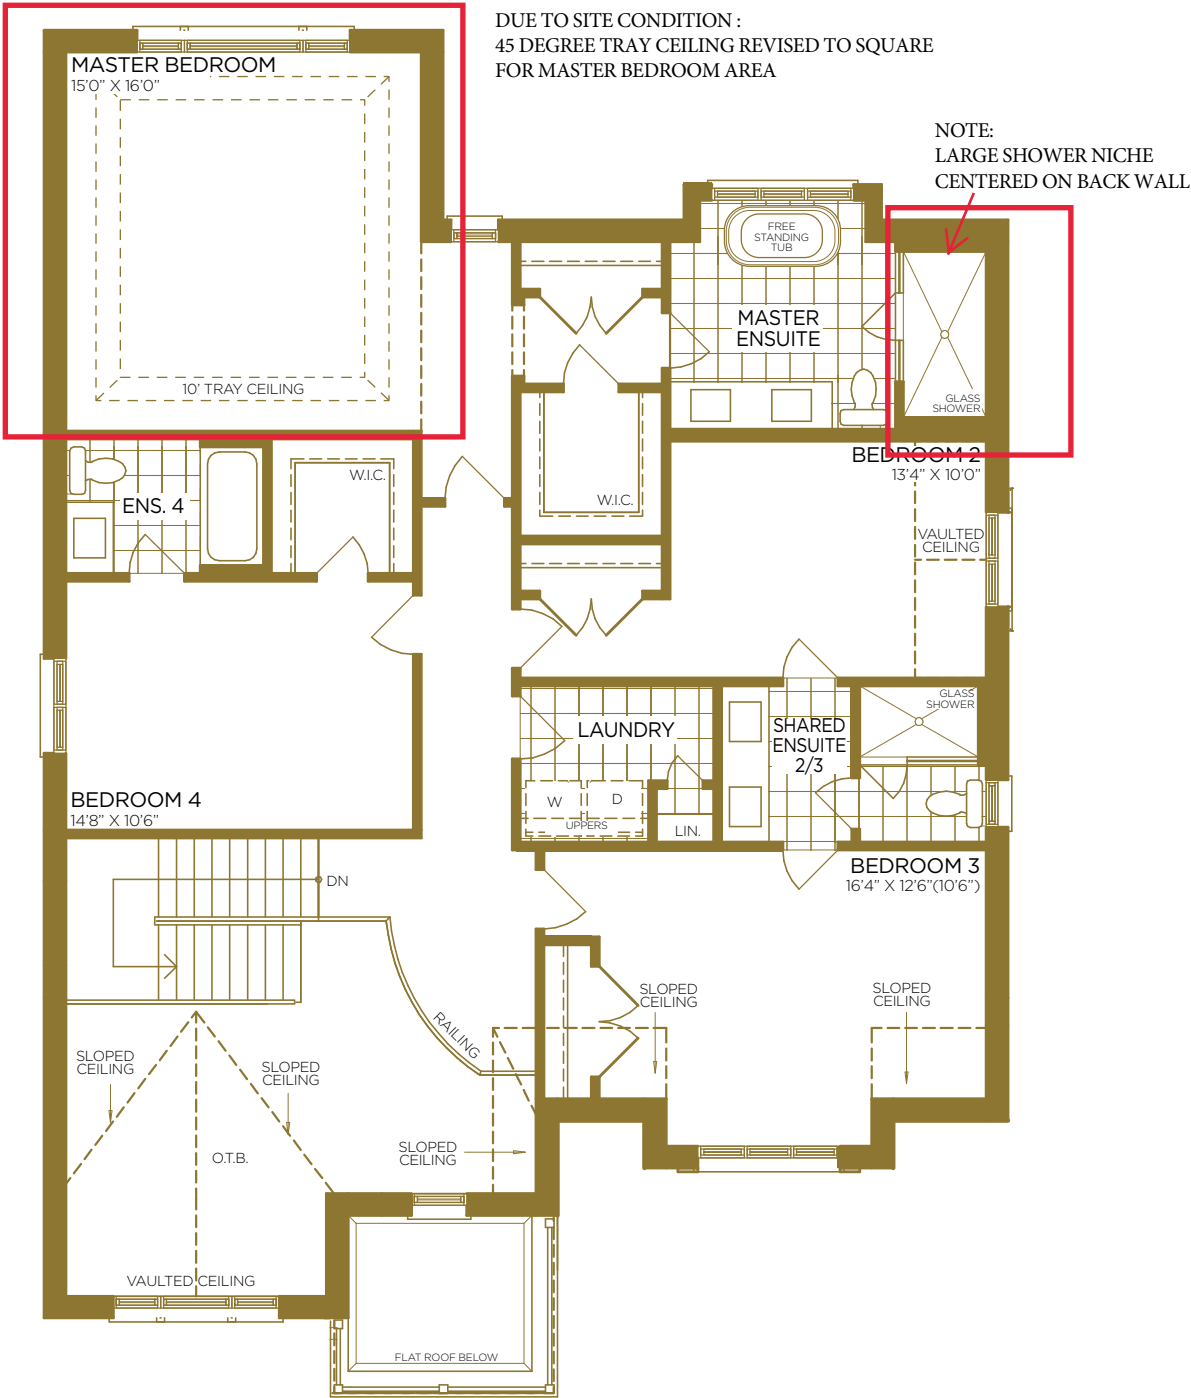 DUE TO SITE CONDITION :
45 DEGREE TRAY CEILING REVISED TO SQUARE
FOR MASTER BEDROOM AREA
MASTER BEDROOM
15'0" X 16'0"
10' TRAY CEILING
NOTE:
LARGE SHOWER NICHE
CENTERED ON BACK WALL
FREE
STANDING
TUB
MASTER
ENSUITE
GLASS
SHOWER
BEDROOM 2
13'4" X 10'0"
W.I.C.
ENS. 4
W.I.C.
VAULTED
CEILING
GLASS
SHOWER
LAUNDRY
SHARED
ENSUITE
2/3
W
D
UPPERS
LIN.
BEDROOM 4
14'8" X 10'6"
BEDROOM 3
16'4" X 12'6"(10'6")
DN
SLOPED
CEILING
SLOPED
CEILING
RAILING
SLOPED
CEILING
SLOPED
CEILING
SLOPED
CEILING
O.T.B.
VAULTED CEILING
FLAT ROOF BELOW